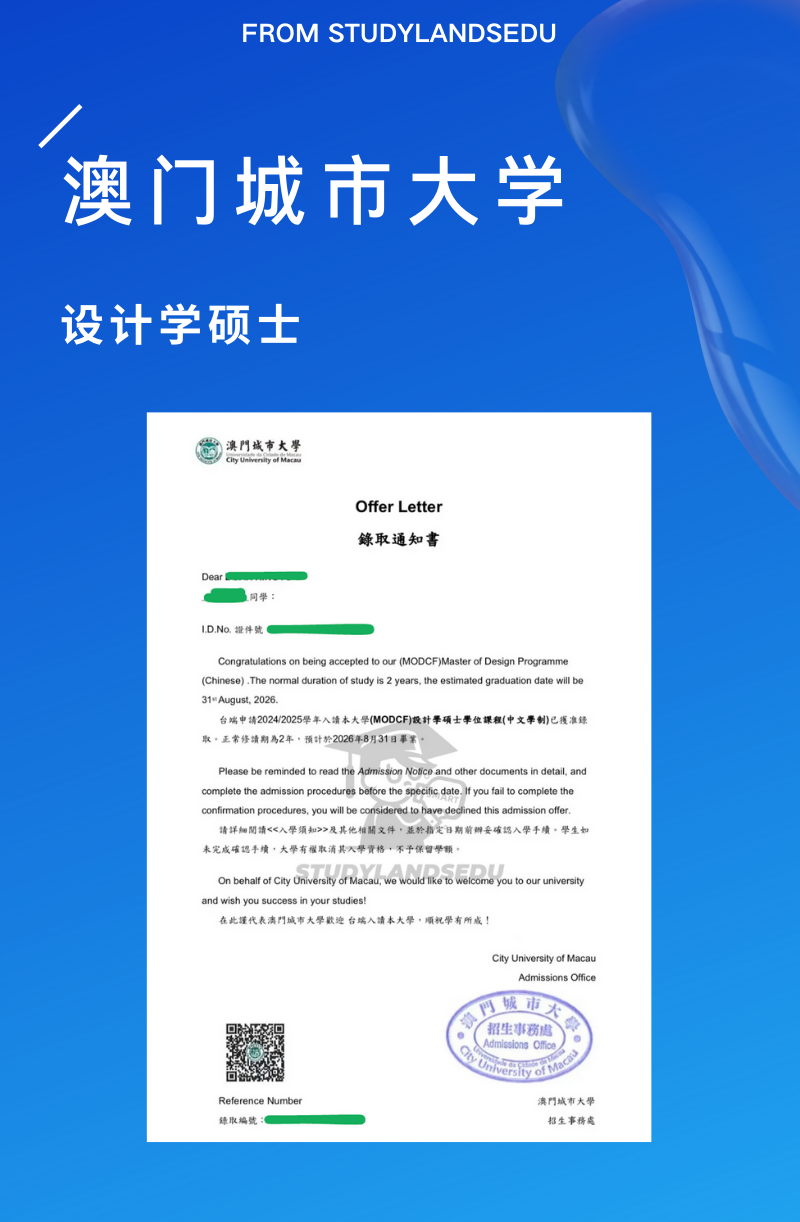 FROM STUDYLANDSEDU
澳门城市大学
设计学硕士
澳門城市大學
Universidade da Cidade de Macau
City University of Macau
Offer Letter
錄取通知書
Dear
同學：
I.D.No. 證件號
Congratulations on being accepted to our (MODCF)Master of Design Programme
(Chinese) .The normal duration of study is 2 years, the estimated graduation date will be
31st August, 2026.
台端申請2024/2025學年入讀本大學(MODCF)設計學碩士學位課程(中文學制)已獲准錄
取。正常修讀期為2年，預計於2026年8月31日畢業。
Please be reminded to read the Admission Notice and other documents in detail, and
complete the admission procedures before the specific date. If you fail to complete the
confirmation procedures, you will be considered to have declined this admission offer.
請詳細閱讀<<入學須知>>及其他相關文件，並於指定日期前辦妥確認入學手續。學生如
未完成確認手續，大學有權取消其入學資格，不予保留學額。
SMART
STUDYLANDSEDU
On behalf of City University of Macau, we would like to welcome you to our university
and wish you success in your studies!
在此謹代表澳門城市大學歡迎 台端入讀本大學，順祝學有所成！
City University of Macau
Admissions Office
澳門城市大學
招生事務處
Admissions Office
Universidade da Cidade de Macau
City University of Macau
Reference Number
錄取編號：
澳門城市大學
招生事務處